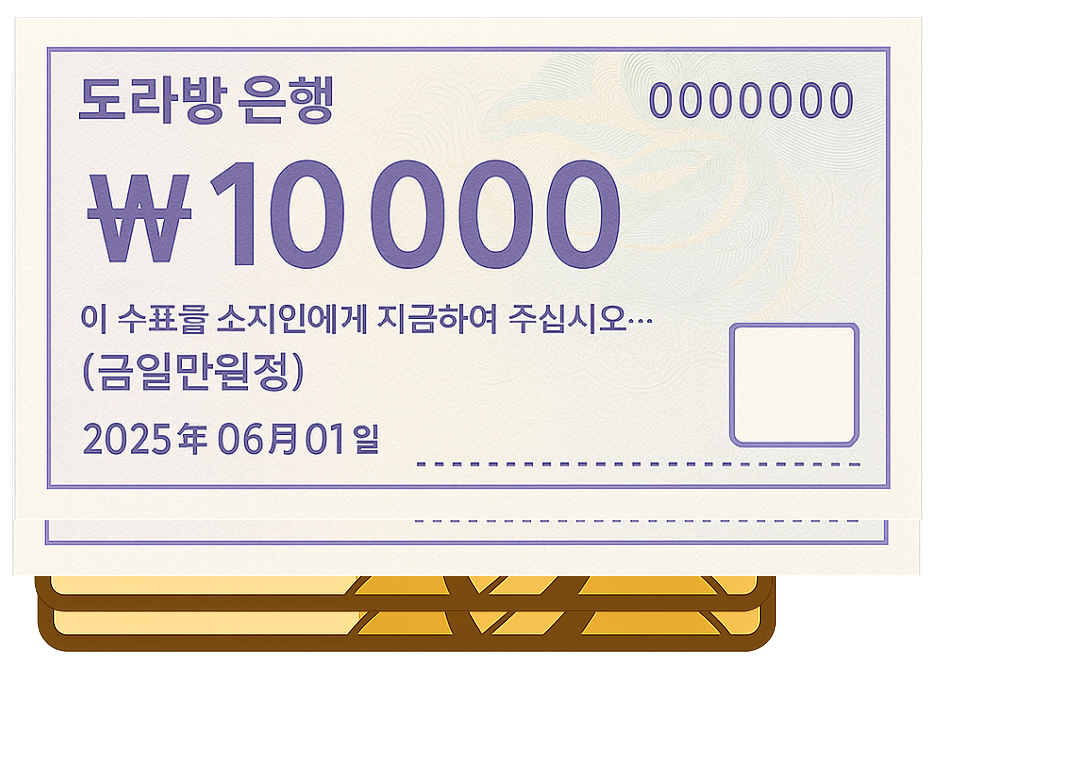 도라방 은행
0000000
₩10 000
이 수표를 소지인에게 지금하여 주십시오…
(금일만원정)
2025年 06月 01일